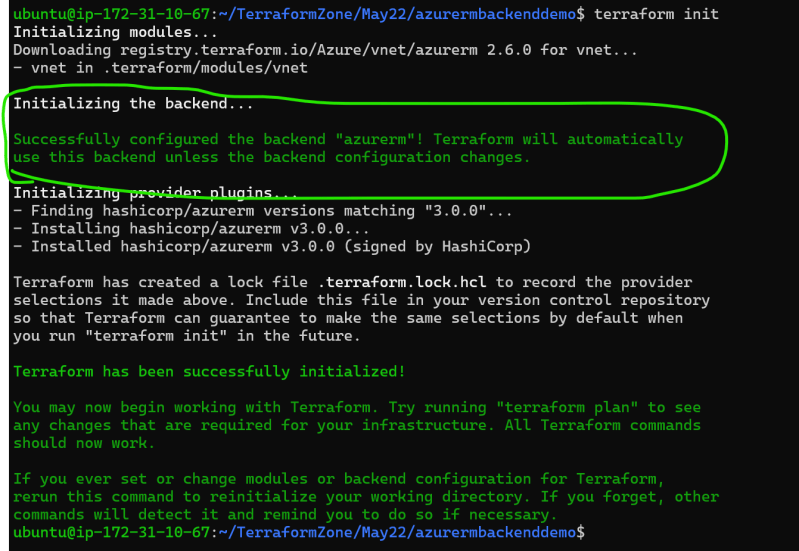 ubuntu@ip-172-31-10-67:~/TerraformZone/May22/azurermbackenddemo$ terraform init
Initializing modules...
Downloading registry.terraform.io/Azure/vnet/azurerm 2.6.0 for vnet...
- vnet in .terraform/modules/vnet
Initializing the backend...
Successfully configured the backend "azurerm"! Terraform will automatically
use this backend unless the backend configuration changes.
Initializing provider plugins...
- Finding hashicorp/azurerm versions matching "3.0.0"...
- Installing hashicorp/azurerm v3.0.0...
- Installed hashicorp/azurerm v3.0.0 (signed by HashiCorp)
Terraform has created a lock file .terraform.lock.hcl to record the provider
selections it made above. Include this file in your version control repository
so that Terraform can guarantee to make the same selections by default when
you run "terraform init" in the future.
Terraform has been successfully initialized!
You may now begin working with Terraform. Try running "terraform plan" to see
any changes that are required for your infrastructure. All Terraform commands
should now work.
If you ever set or change modules or backend configuration for Terraform,
rerun this command to reinitialize your working directory. If you forget, other
commands will detect it and remind you to do so if necessary.
ubuntu@ip-172-31-10-67:~/TerraformZone/May22/azurermbackenddemo$